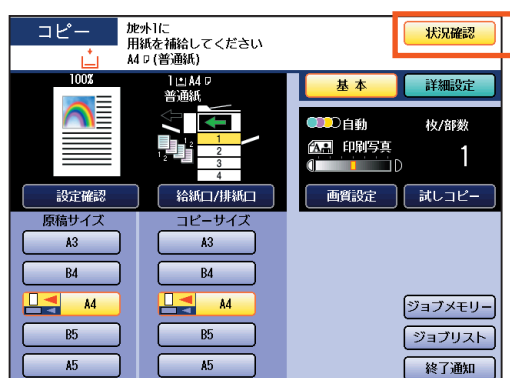 コピー
ｶｾｯﾄ1に
用紙を補給してください
A4 (普通紙)
状況確認
100%
1 A4
普通紙
1
2
3
4
1 2
1 2
設定確認
給紙口/排紙口
基本
詳細設定
自動
枚/部数
印刷写真
1
D
画質設定
試しコピー
原稿サイズ
コピーサイズ
A3
A3
B4
B4
A4
A4
B5
B5
A5
A5
ジョブメモリー
ジョブリスト
終了通知